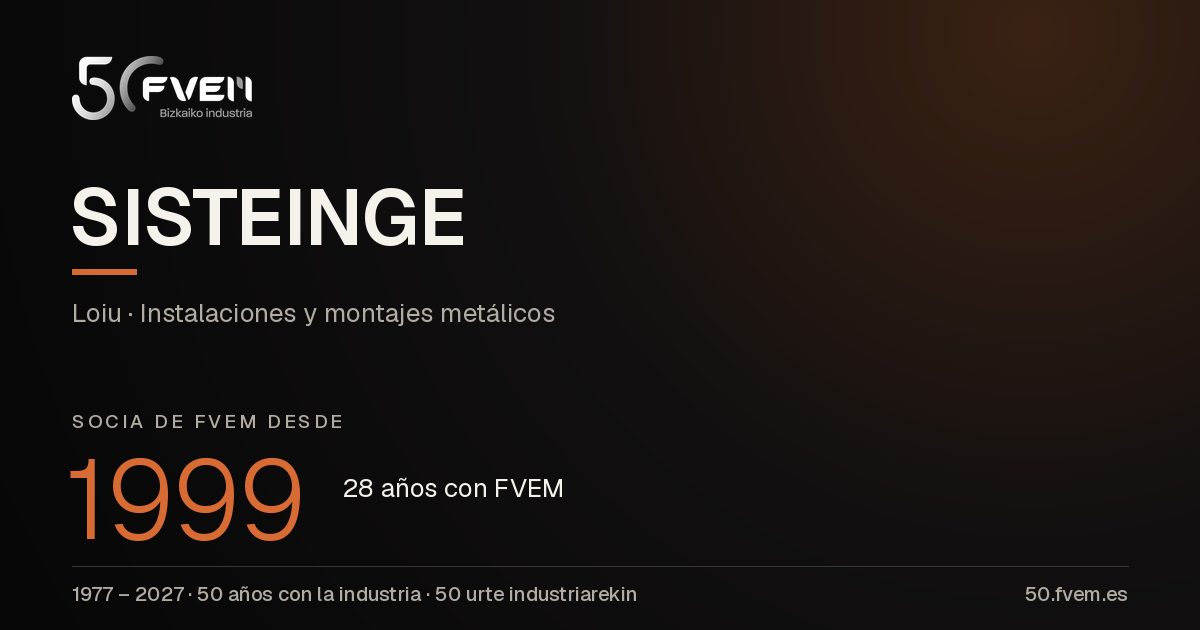 50 FVEM
Bizkaiko industria
SISTEINGE
Loiu · Instalaciones y montajes metálicos
SOCIA DE FVEM DESDE
1999
28 años con FVEM
1977 – 2027 · 50 años con la industria · 50 urte industriarekin
50.fvem.es